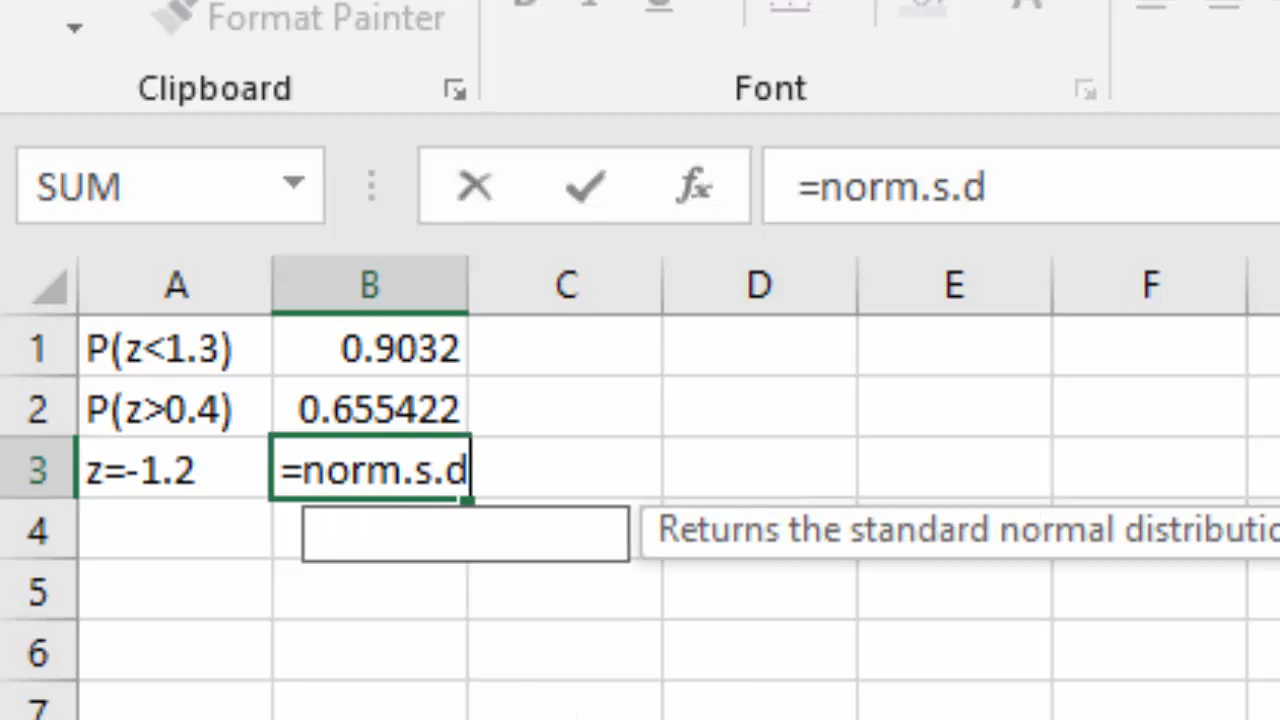 Format Painter
Clipboard
Font
SUM
fx
=norm.s.d
A B C D E F
1 P(z<1.3) 0.9032
2 P(z>0.4) 0.655422
3 z=-1.2 =norm.s.d
4
Returns the standard normal
5
6
7